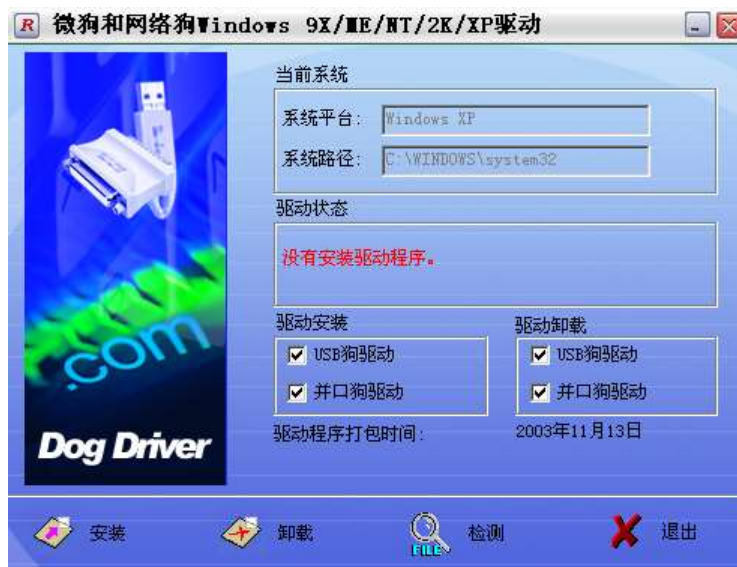 微狗和网络狗Windows 9X/ME/NT/2K/XP驱动
当前系统
系统平台: Windows XP
系统路径: C:\WINDOWS\system32
驱动状态
没有安装驱动程序。
驱动安装
USB狗驱动
并口狗驱动
驱动卸载
USB狗驱动
并口狗驱动
驱动程序打包时间: 2003年11月13日
.com
Dog Driver
安装
卸载
FILE
检测
退出